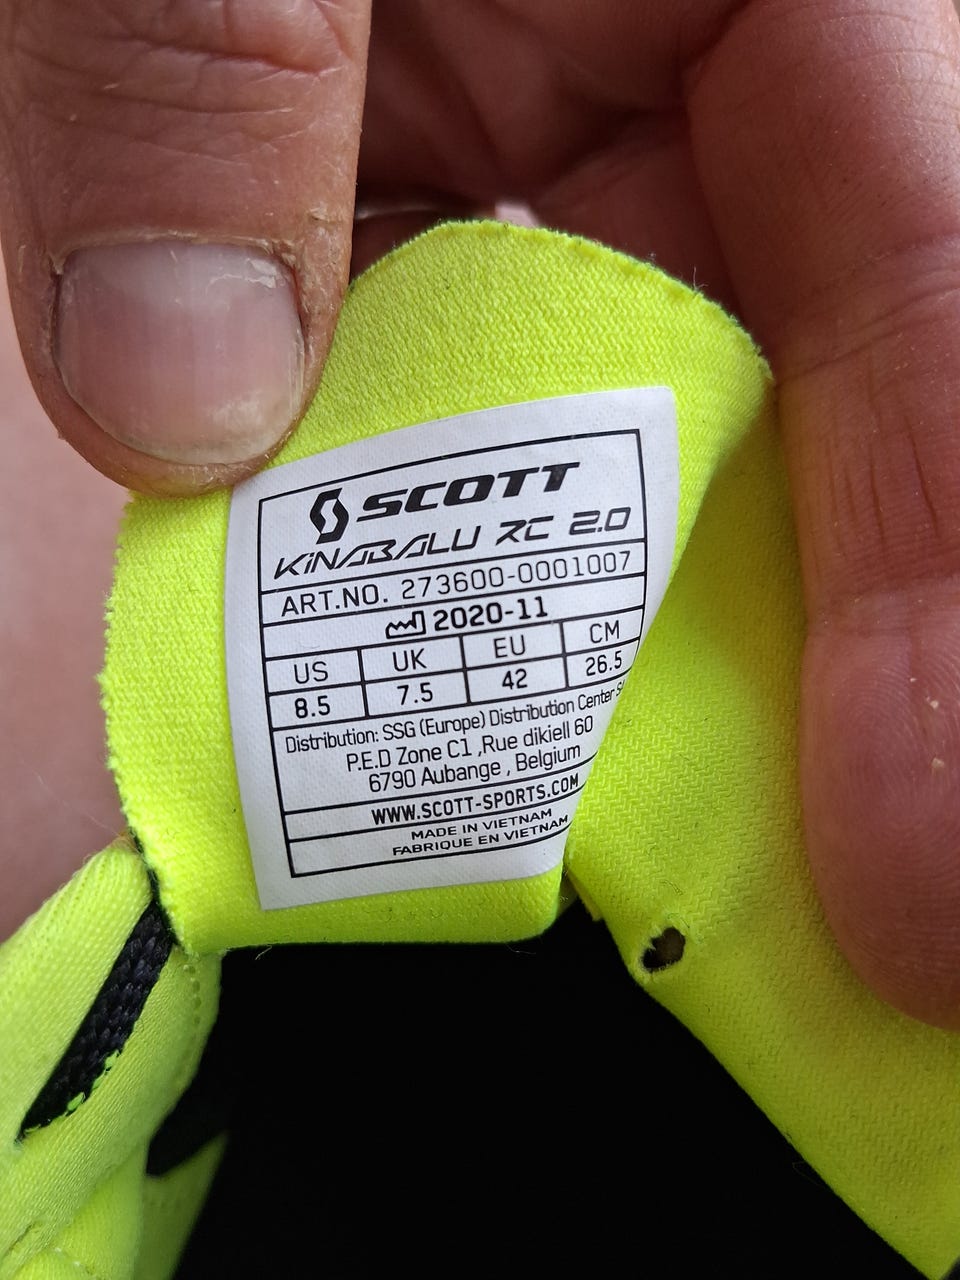 SCOTT
KINABALU RC 2.0
ART.NO. 273600-0001007
2020-11
US UK EU CM
8.5 7.5 42 26.5
Distribution: SSG (Europe) Distribution Center
P.E.D Zone C1 ,Rue dikiell 60
6790 Aubange , Belgium
WWW.SCOTT-SPORTS.COM
MADE IN VIETNAM
FABRIQUE EN VIETNAM